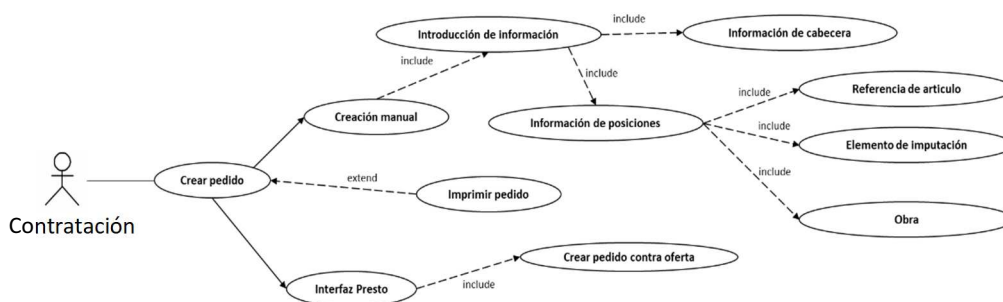 Introducción de información
include
Información de cabecera
include
include
Referencia de articulo
include
Creación manual
Información de posiciones
include
Elemento de imputación
include
Crear pedido
extend
Imprimir pedido
Contratación
Obra
Crear pedido contra oferta
Interfaz Presto
include